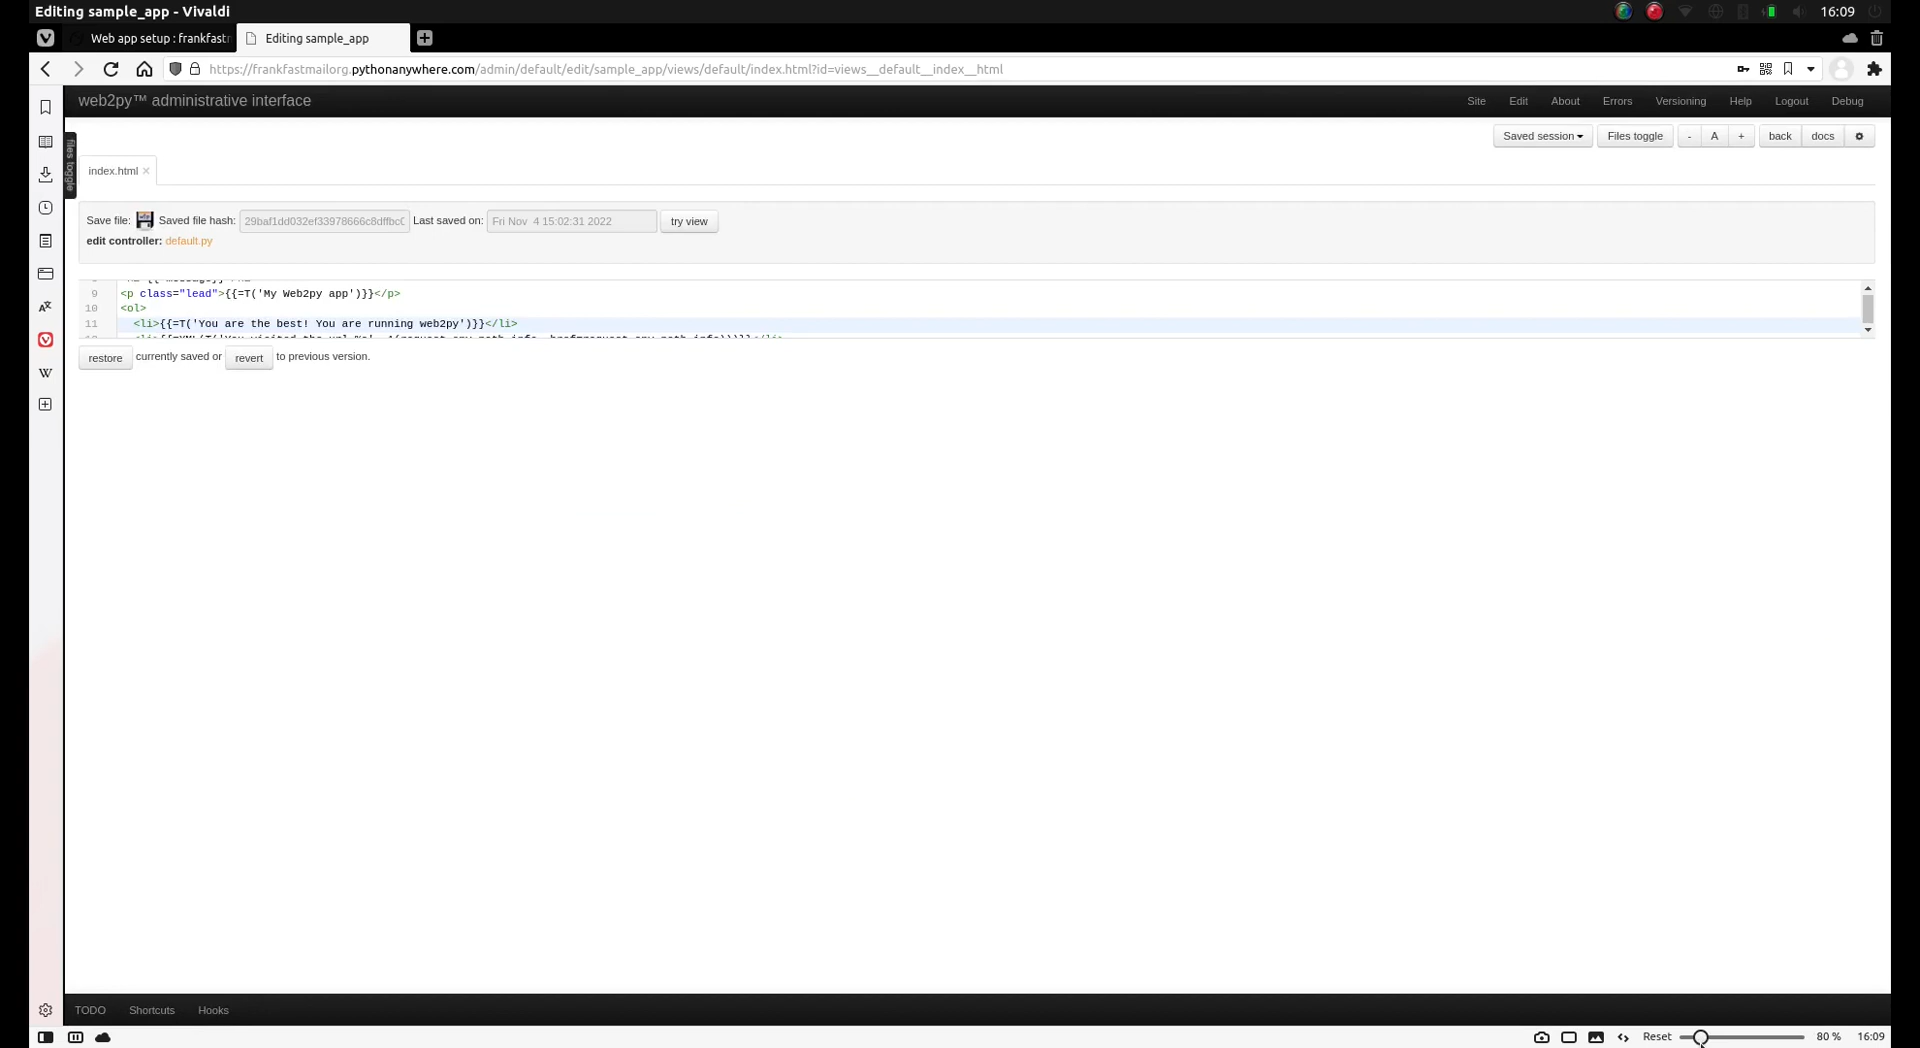 Editing sample_app - Vivaldi
16:09
Web app setup : frankfastm
Editing sample_app
https://frankfastmailorg.pythonanywhere.com/admin/default/edit/sample_app/views/default/index.html?id=views__default__index__html
web2py™ administrative interface
Site Edit About Errors Versioning Help Logout Debug
Saved session Files toggle - A + back docs
files toggle
index.html ×
Save file: Saved file hash: 29baf1dd032ef33978666c8dffbc0 Last saved on: Fri Nov 4 15:02:31 2022 try view
edit controller: default.py
9 <p class="lead">{{=T('My Web2py app')}}</p>
10 <ol>
11 <li>{{=T('You are the best! You are running web2py')}}</li>
restore currently saved or revert to previous version.
TODO Shortcuts Hooks
Reset 80 % 16:09